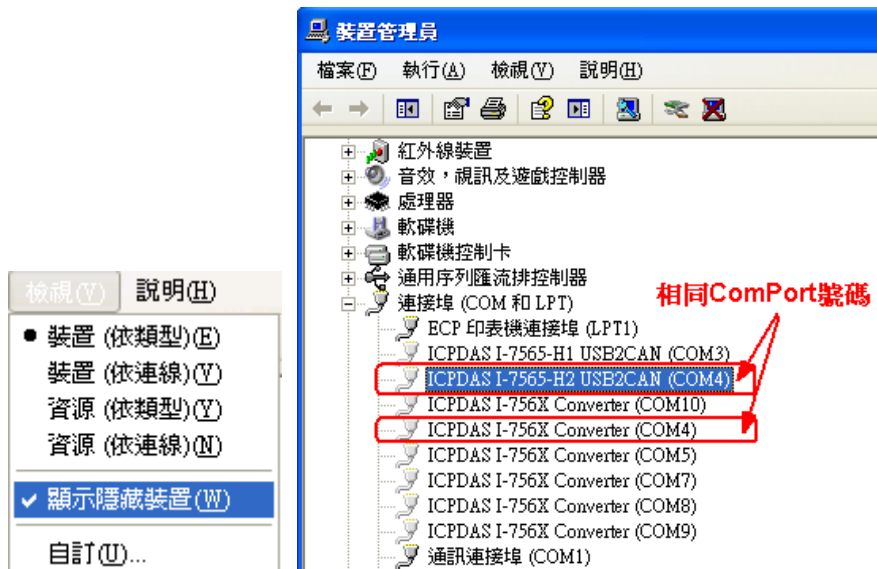 檢視(V) 說明(H)
裝置 (依類型)(E)
裝置 (依連線)(V)
資源 (依類型)(Y)
資源 (依連線)(N)
顯示隱藏裝置(W)
自訂(U)...
裝置管理員
檔案(F) 執行(A) 檢視(V) 說明(H)
紅外線裝置
音效，視訊及遊戲控制器
處理器
軟碟機
軟碟機控制卡
通用序列匯流排控制器
連接埠 (COM 和 LPT)
相同ComPort號碼
ECP 印表機連接埠 (LPT1)
ICPDAS I-7565-H1 USB2CAN (COM3)
ICPDAS I-7565-H2 USB2CAN (COM4)
ICPDAS I-756X Converter (COM10)
ICPDAS I-756X Converter (COM4)
ICPDAS I-756X Converter (COM5)
ICPDAS I-756X Converter (COM7)
ICPDAS I-756X Converter (COM8)
ICPDAS I-756X Converter (COM9)
通訊連接埠 (COM1)